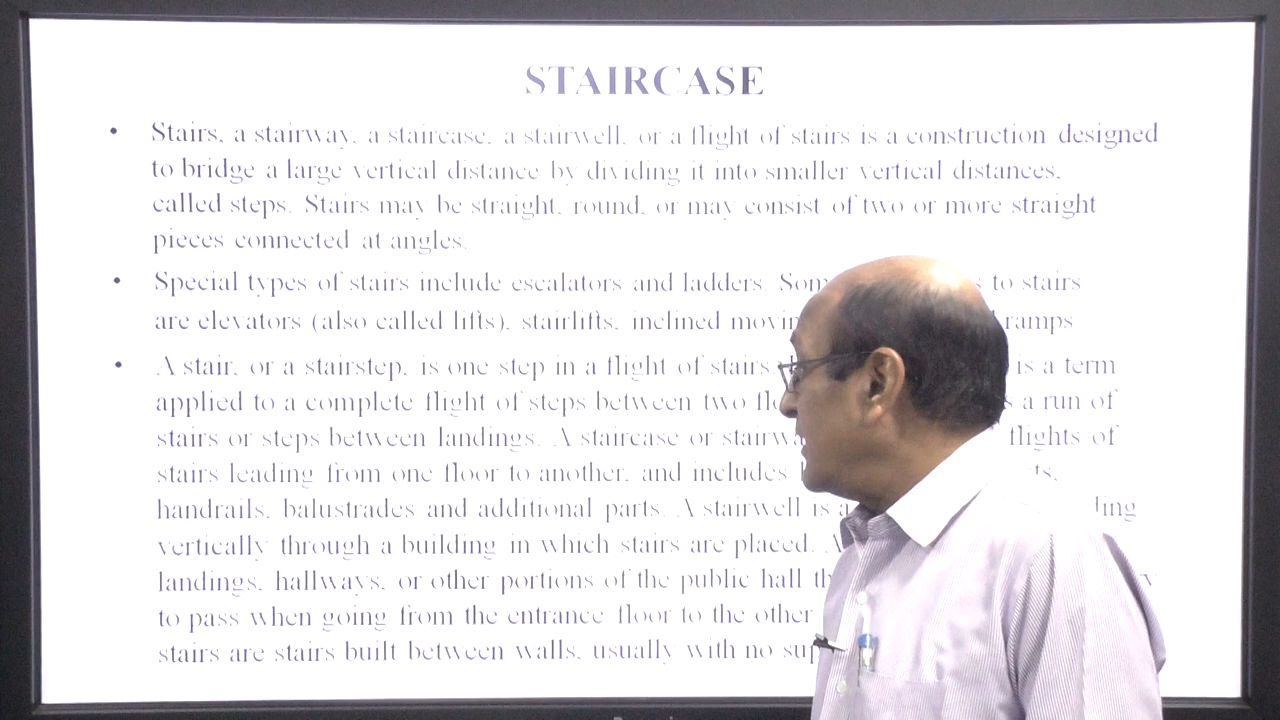 STAIRCASE
• Stairs, a stairway, a staircase, a stairwell, or a flight of stairs is a construction designed
to bridge a large vertical distance by dividing it into smaller vertical distances,
called steps. Stairs may be straight, round, or may consist of two or more straight
pieces connected at angles.
• Special types of stairs include escalators and ladders. to stairs
are elevators (also called lifts), stairlifts, inclined ramps
• A stair, or a stairstep, is one step in a flight of stairs. is a term
applied to a complete flight of steps between two a run of
stairs or steps between landings. A staircase or flights of
stairs leading from one floor to another, and includes
handrails, balustrades and additional parts. A stairwell is a
vertically through a building in which stairs are placed.
landings, hallways, or other portions of the public hall
to pass when going from the entrance floor to the other
stairs are stairs built between walls, usually with no